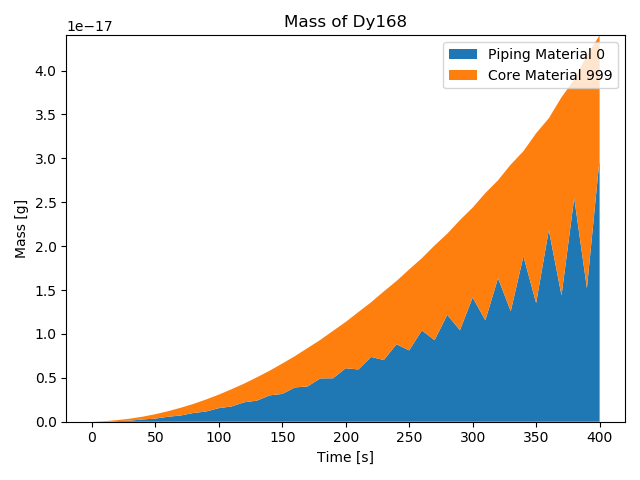 Mass of Dy168
1e−17
Piping Material 0
Core Material 999
4.0
3.5
3.0
2.5
2.0
1.5
1.0
0.5
0.0
Mass [g]
0 50 100 150 200 250 300 350 400
Time [s]